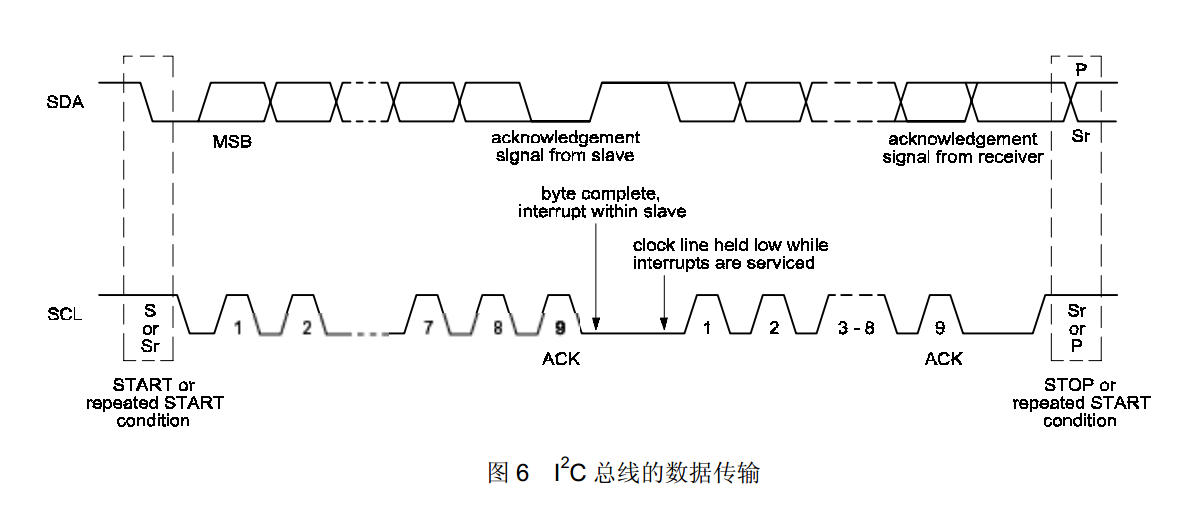 P
SDA
MSB
acknowledgement
signal from slave
acknowledgement
signal from receiver
Sr
byte complete,
interrupt within slave
clock line held low while
interrupts are serviced
SCL
S
or
Sr
1
2
7
8
9
1
2
3 - 8
9
Sr
or
P
ACK
ACK
START or
repeated START
condition
STOP or
repeated START
condition
图 6 I²C 总线的数据传输